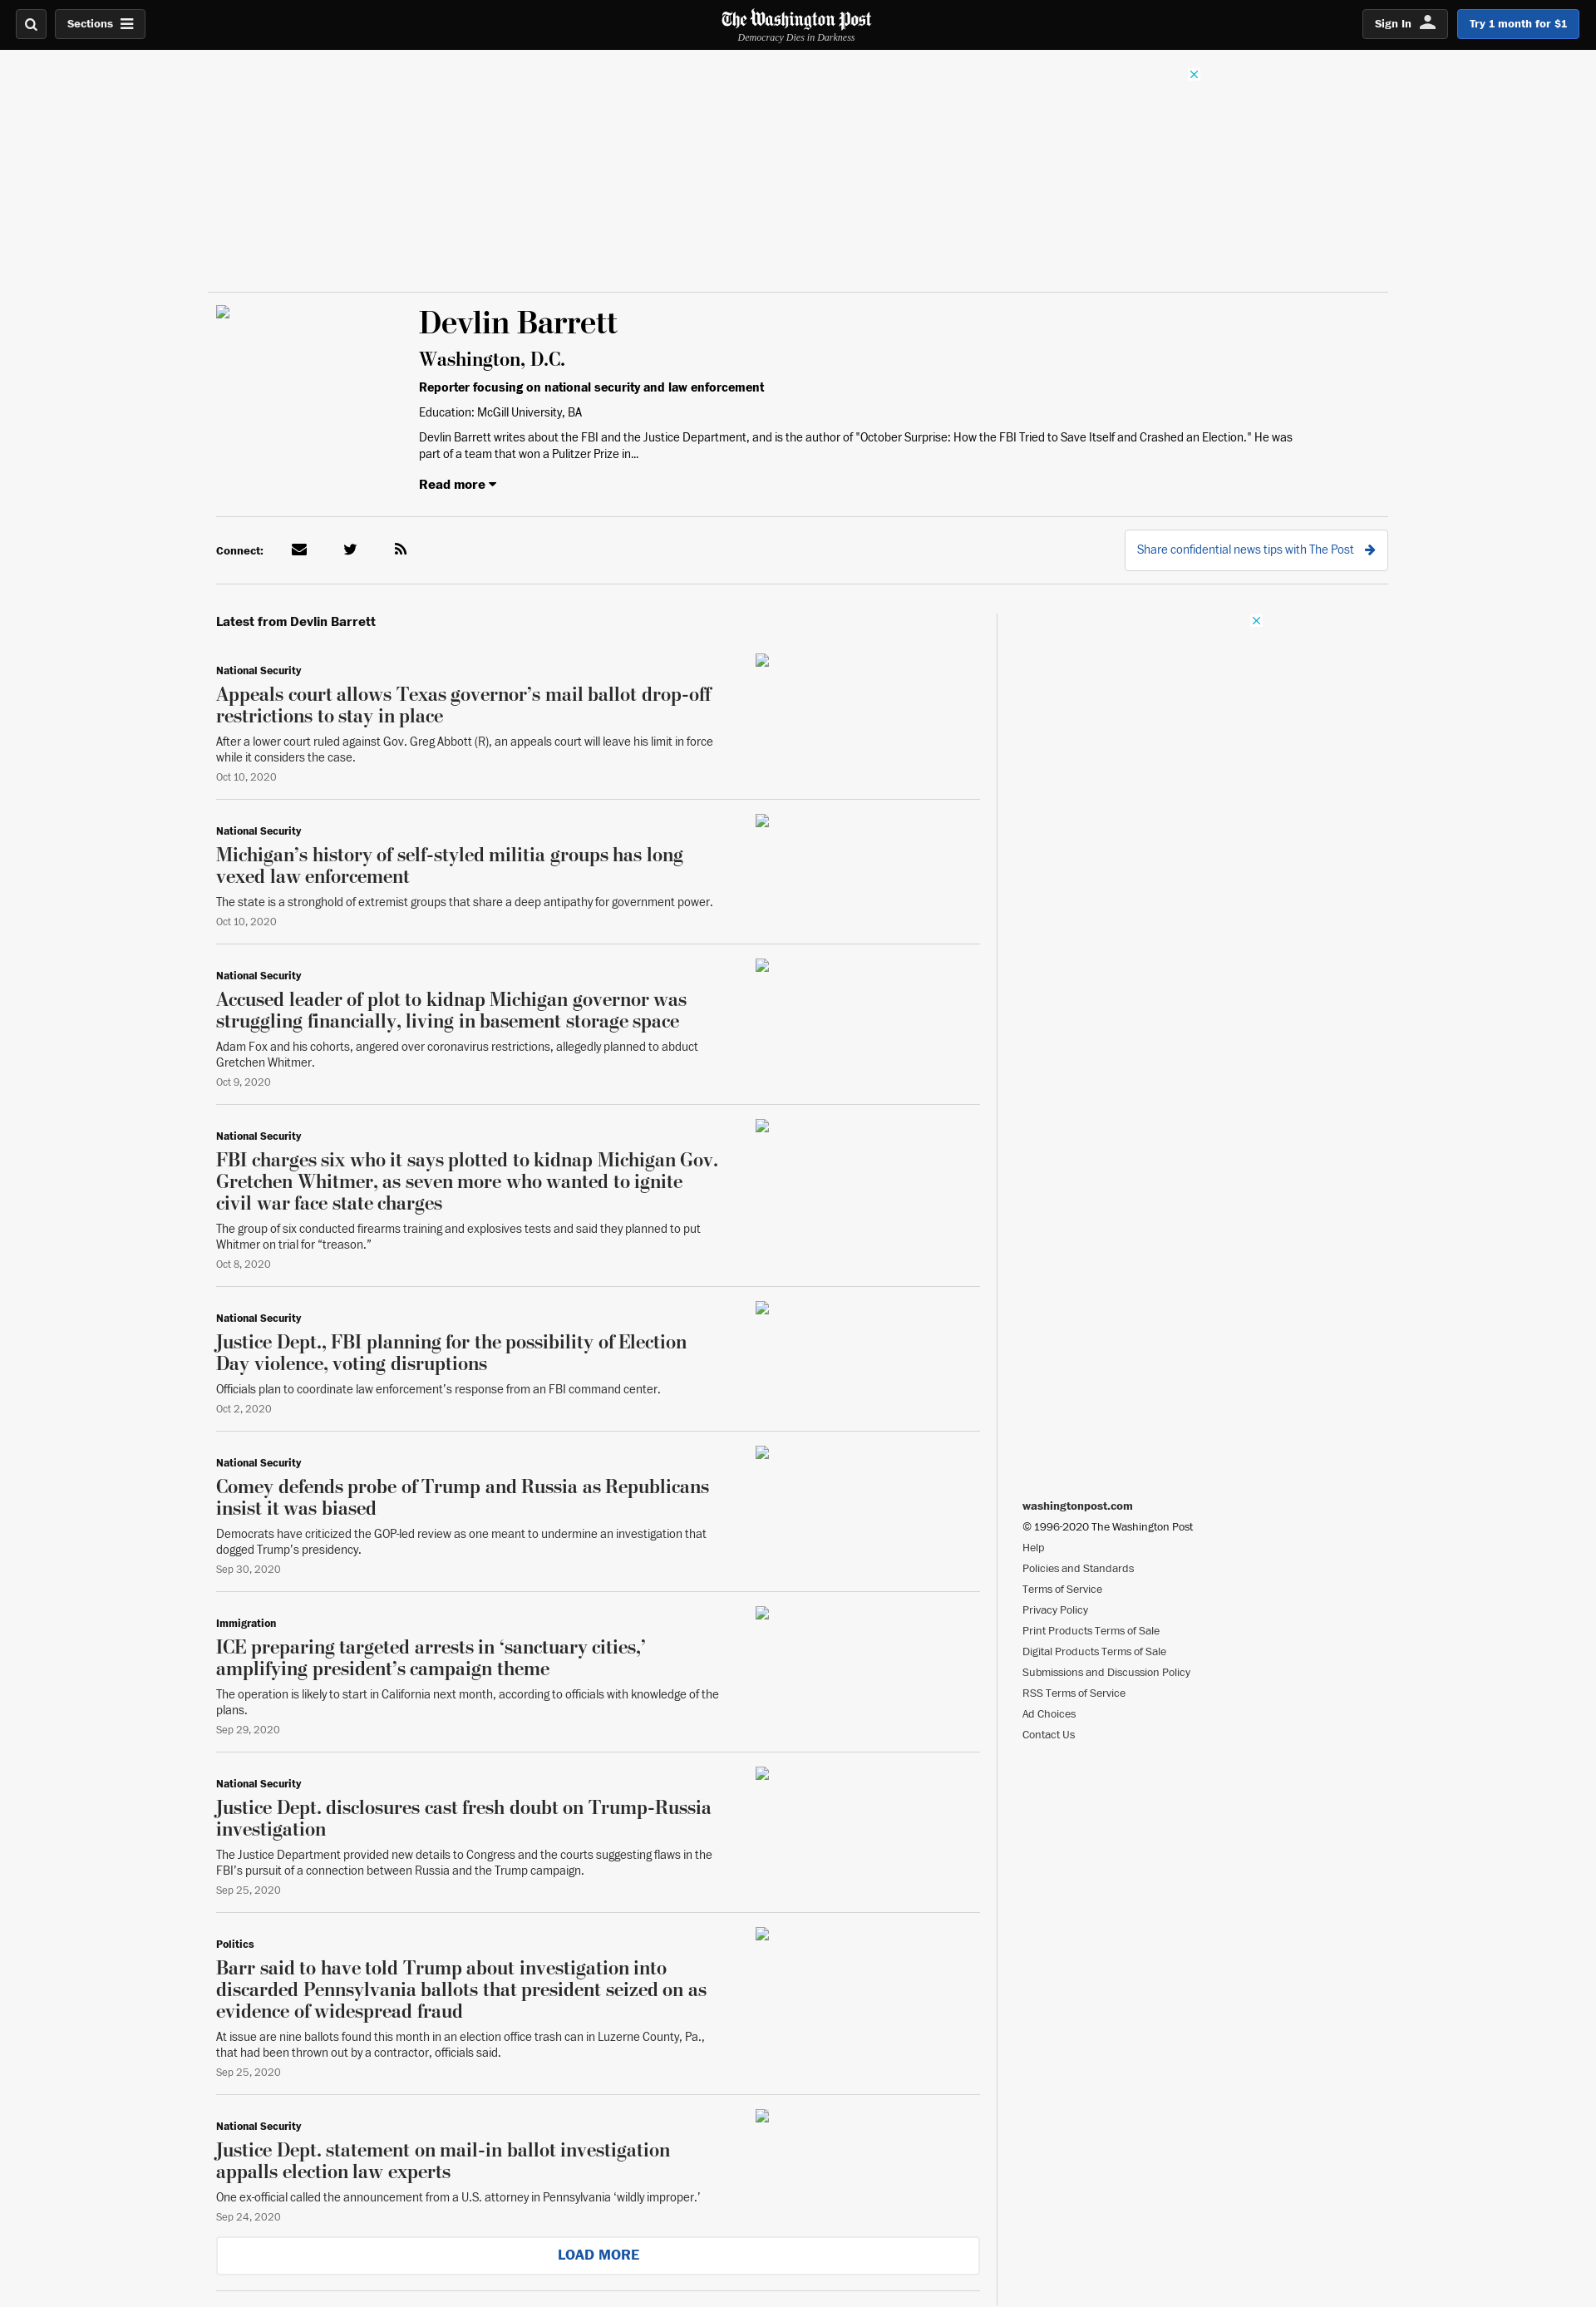 Sections
The Washington Post
Democracy Dies in Darkness
Sign In
Try 1 month for $1
Devlin Barrett
Washington, D.C.
Reporter focusing on national security and law enforcement
Education: McGill University, BA
Devlin Barrett writes about the FBI and the Justice Department, and is the author of "October Surprise: How the FBI Tried to Save Itself and Crashed an Election." He was
part of a team that won a Pulitzer Prize in...
Read more
Connect:
Share confidential news tips with The Post
Latest from Devlin Barrett
National Security
Appeals court allows Texas governor’s mail ballot drop-off
restrictions to stay in place
After a lower court ruled against Gov. Greg Abbott (R), an appeals court will leave his limit in force
while it considers the case.
Oct 10, 2020
National Security
Michigan’s history of self-styled militia groups has long
vexed law enforcement
The state is a stronghold of extremist groups that share a deep antipathy for government power.
Oct 10, 2020
National Security
Accused leader of plot to kidnap Michigan governor was
struggling financially, living in basement storage space
Adam Fox and his cohorts, angered over coronavirus restrictions, allegedly planned to abduct
Gretchen Whitmer.
Oct 9, 2020
National Security
FBI charges six who it says plotted to kidnap Michigan Gov.
Gretchen Whitmer, as seven more who wanted to ignite
civil war face state charges
The group of six conducted firearms training and explosives tests and said they planned to put
Whitmer on trial for “treason.”
Oct 8, 2020
National Security
Justice Dept., FBI planning for the possibility of Election
Day violence, voting disruptions
Officials plan to coordinate law enforcement’s response from an FBI command center.
Oct 2, 2020
National Security
Comey defends probe of Trump and Russia as Republicans
insist it was biased
Democrats have criticized the GOP-led review as one meant to undermine an investigation that
dogged Trump’s presidency.
Sep 30, 2020
Immigration
ICE preparing targeted arrests in ‘sanctuary cities,’
amplifying president’s campaign theme
The operation is likely to start in California next month, according to officials with knowledge of the
plans.
Sep 29, 2020
National Security
Justice Dept. disclosures cast fresh doubt on Trump-Russia
investigation
The Justice Department provided new details to Congress and the courts suggesting flaws in the
FBI’s pursuit of a connection between Russia and the Trump campaign.
Sep 25, 2020
Politics
Barr said to have told Trump about investigation into
discarded Pennsylvania ballots that president seized on as
evidence of widespread fraud
At issue are nine ballots found this month in an election office trash can in Luzerne County, Pa.,
that had been thrown out by a contractor, officials said.
Sep 25, 2020
National Security
Justice Dept. statement on mail-in ballot investigation
appalls election law experts
One ex-official called the announcement from a U.S. attorney in Pennsylvania ‘wildly improper.’
Sep 24, 2020
LOAD MORE
washingtonpost.com
© 1996-2020 The Washington Post
Help
Policies and Standards
Terms of Service
Privacy Policy
Print Products Terms of Sale
Digital Products Terms of Sale
Submissions and Discussion Policy
RSS Terms of Service
Ad Choices
Contact Us